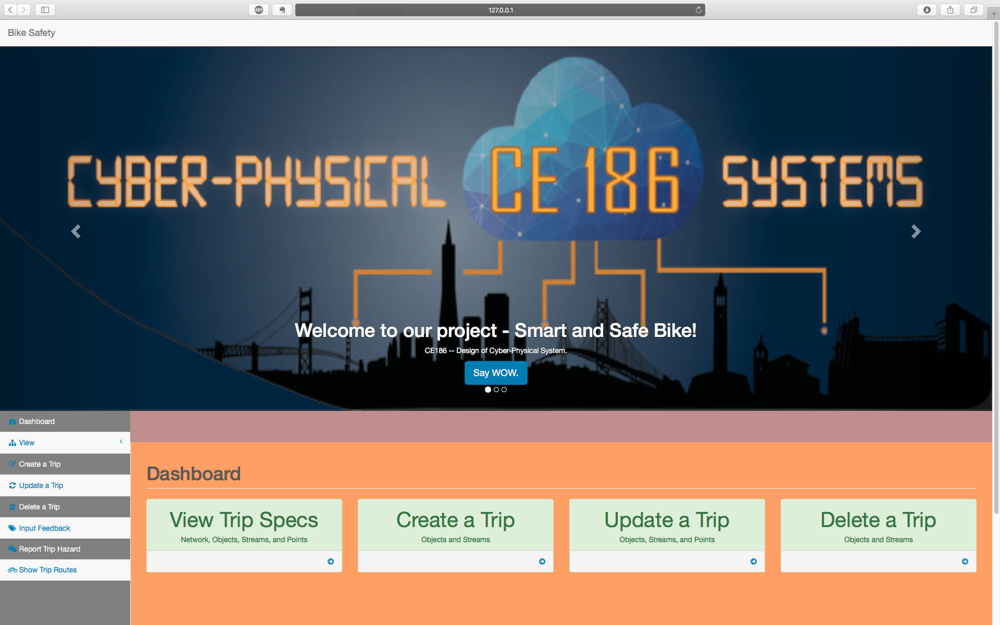 ABP
127.0.0.1
Bike Safety
CYBER-PHYSICAL CE 186 SYSTEMS
Welcome to our project - Smart and Safe Bike!
CE186 -- Design of Cyber-Physical System.
Say WOW.
Dashboard
View
Create a Trip
Update a Trip
Delete a Trip
Input Feedback
Report Trip Hazard
Show Trip Routes
Dashboard
View Trip Specs
Network, Objects, Streams, and Points
Create a Trip
Objects and Streams
Update a Trip
Objects, Streams, and Points
Delete a Trip
Objects and Streams